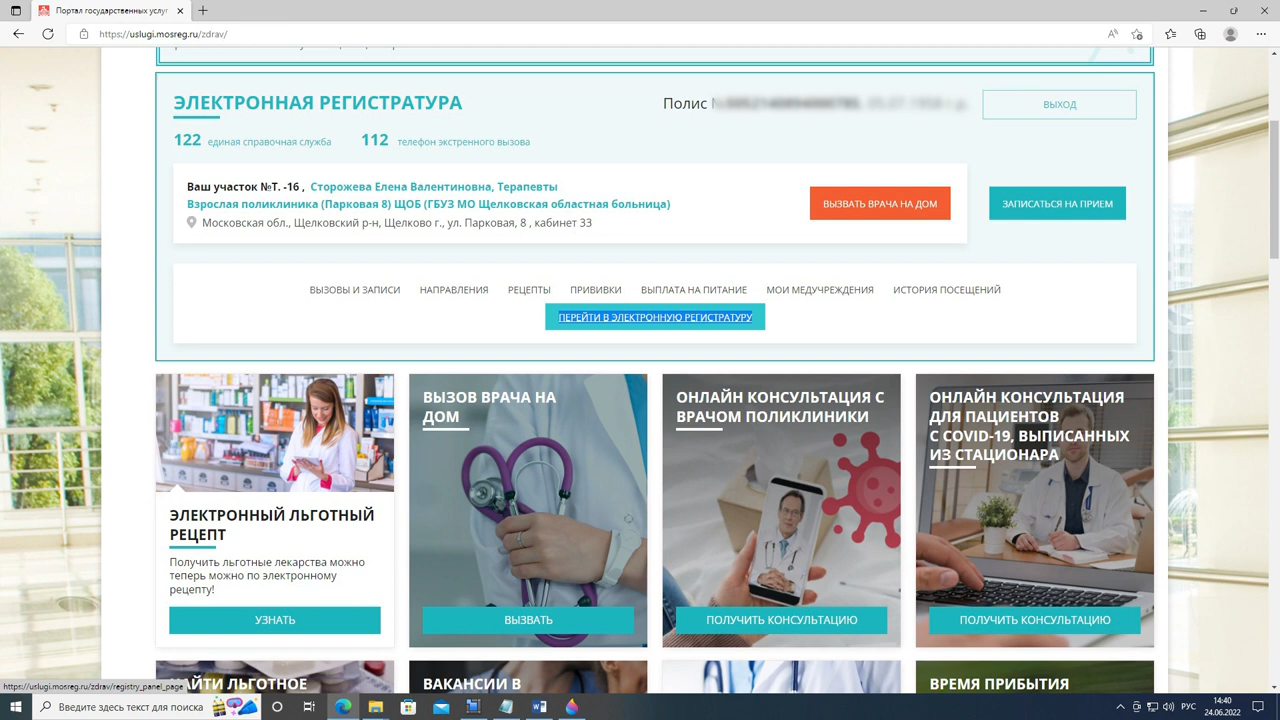 Портал государственных услуг
https://uslugi.mosreg.ru/zdrav/
ЭЛЕКТРОННАЯ РЕГИСТРАТУРА
Полис
ВЫХОД
122 единая справочная служба 112 телефон экстренного вызова
Ваш участок №Т. -16 , Сторожева Елена Валентиновна, Терапевты
Взрослая поликлиника (Парковая 8) ЩОБ (ГБУЗ МО Щелковская областная больница)
Московская обл., Щелковский р-н, Щелково г., ул. Парковая, 8 , кабинет 33
ВЫЗВАТЬ ВРАЧА НА ДОМ
ЗАПИСАТЬСЯ НА ПРИЕМ
ВЫЗОВЫ И ЗАПИСИ НАПРАВЛЕНИЯ РЕЦЕПТЫ ПРИВИВКИ ВЫПЛАТА НА ПИТАНИЕ МОИ МЕДУЧРЕЖДЕНИЯ ИСТОРИЯ ПОСЕЩЕНИЙ
ПЕРЕЙТИ В ЭЛЕКТРОННУЮ РЕГИСТРАТУРУ
ЭЛЕКТРОННЫЙ ЛЬГОТНЫЙ
РЕЦЕПТ
Получить льготные лекарства можно
теперь можно по электронному
рецепту!
УЗНАТЬ
ВЫЗОВ ВРАЧА НА
ДОМ
ВЫЗВАТЬ
ОНЛАЙН КОНСУЛЬТАЦИЯ С
ВРАЧОМ ПОЛИКЛИНИКИ
ПОЛУЧИТЬ КОНСУЛЬТАЦИЮ
ОНЛАЙН КОНСУЛЬТАЦИЯ
ДЛЯ ПАЦИЕНТОВ
С COVID-19, ВЫПИСАННЫХ
ИЗ СТАЦИОНАРА
ПОЛУЧИТЬ КОНСУЛЬТАЦИЮ
НАЙТИ ЛЬГОТНОЕ
ВАКАНСИИ В
ВРЕМЯ ПРИБЫТИЯ
https://uslugi.mosreg.ru/zdrav/registry_panel_page
Введите здесь текст для поиска
РУС
14:40
24.06.2022